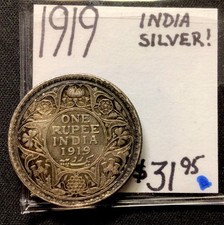 1919
INDIA
SILVER!
ONE
RUPEE
INDIA
1919
$31.95